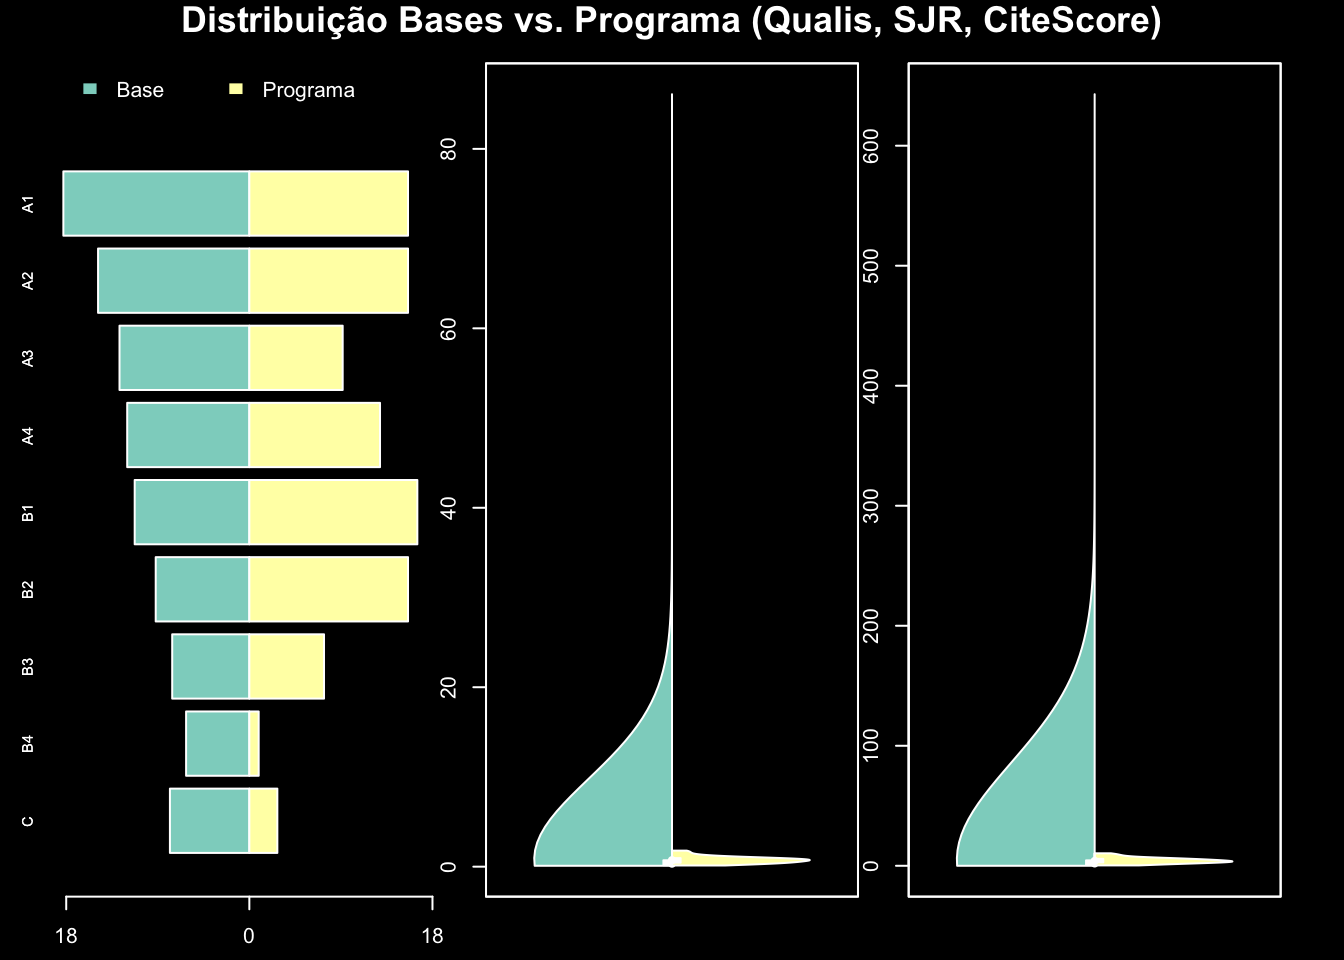 Distribuição Bases vs. Programa (Qualis, SJR, CiteScore)
Base Programa
A1
A2
A3
A4
B1
B2
B3
B4
C
18 0 18
80
60
40
20
0
600
500
400
300
200
100
0